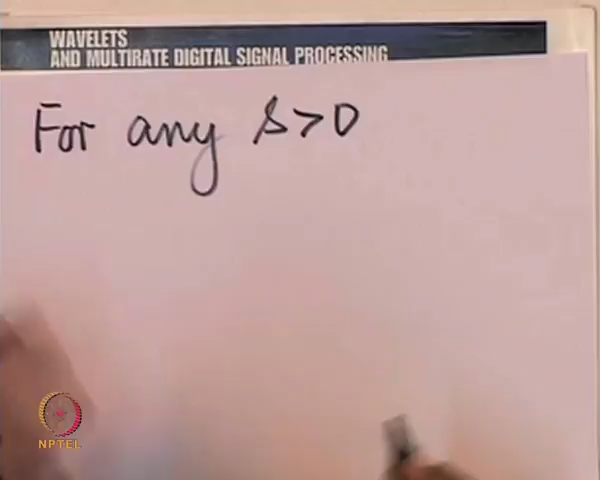 WAVELETS
AND MULTIRATE DIGITAL SIGNAL PROCESSING
For any s>0
NPTEL